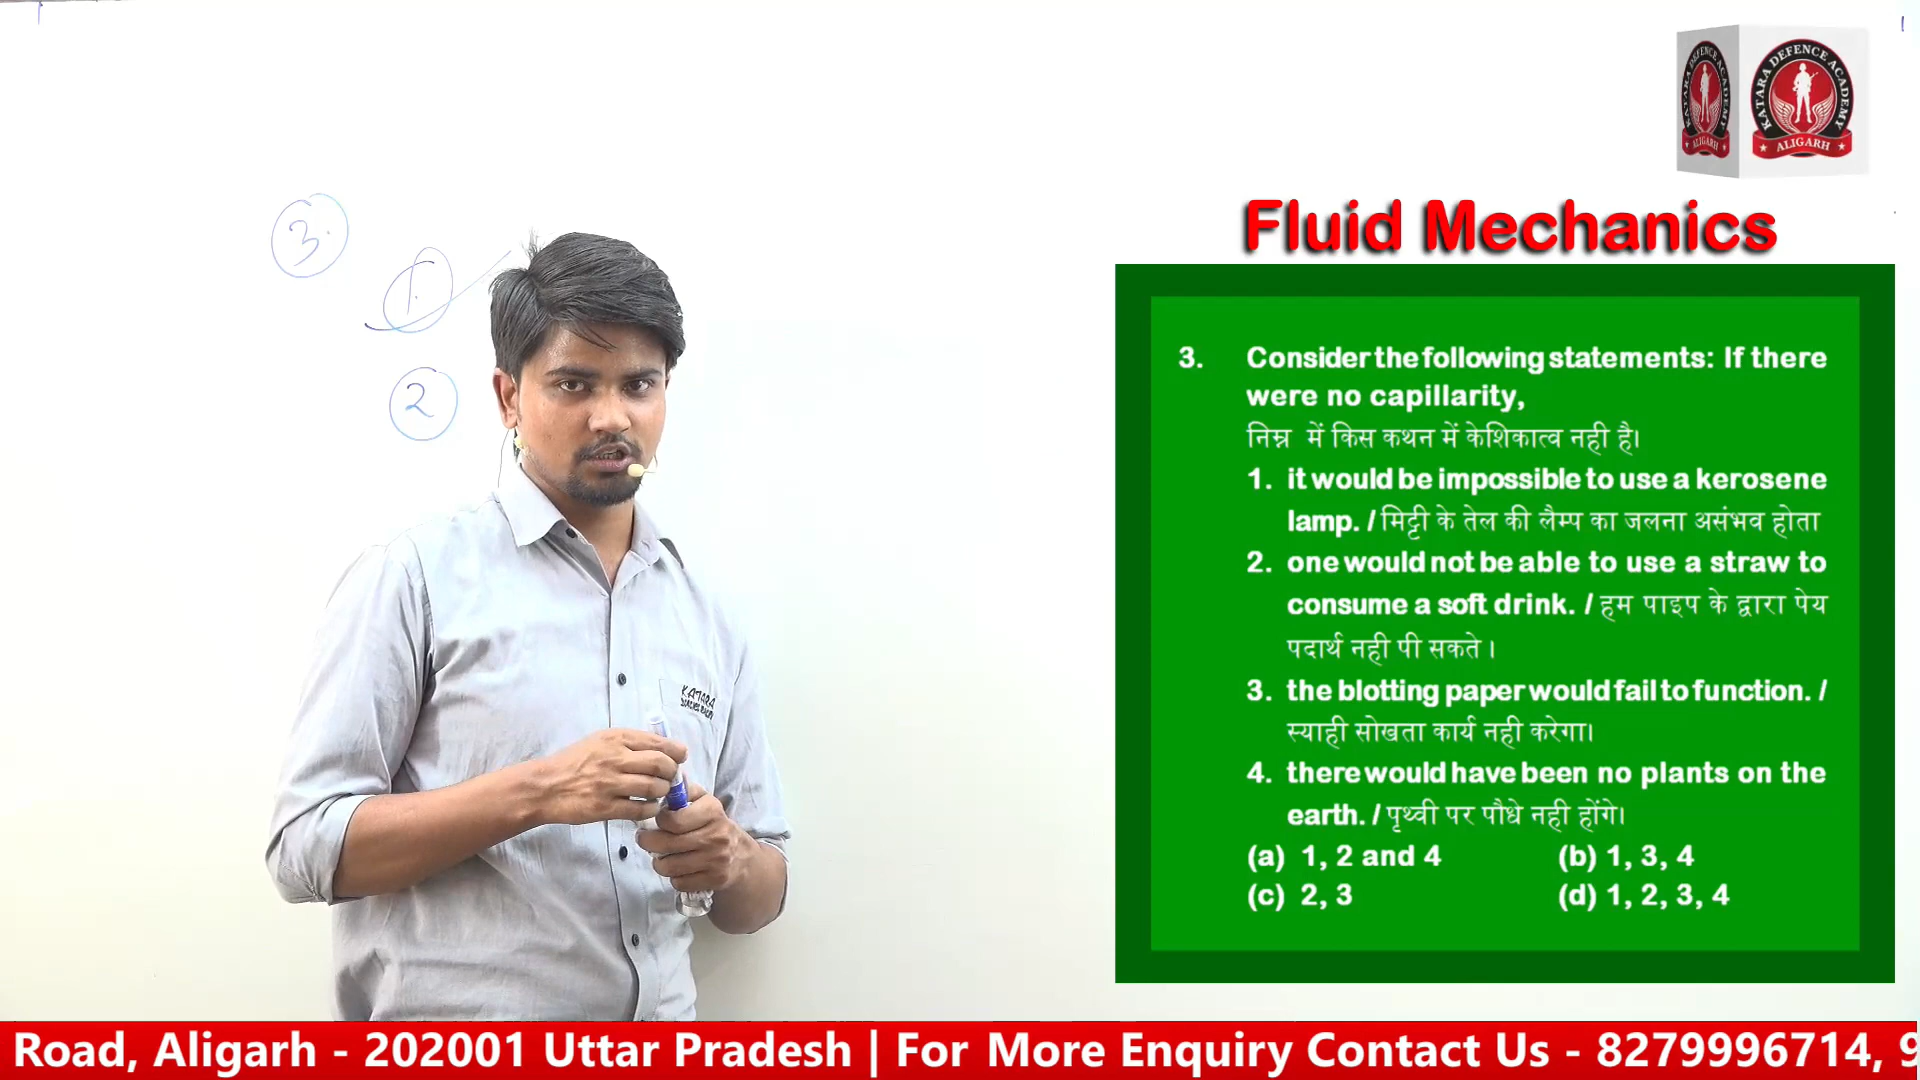 KATARA DEFENCE ACADEMY
ALIGARH
KATARA DEFENCE ACADEMY
ALIGARH
3.
1.
2
Fluid Mechanics
3. Consider the following statements: If there
were no capillarity,
निम्न में किस कथन में केशिकात्व नही है।
1. it would be impossible to use a kerosene
lamp. / मिट्टी के तेल की लैम्प का जलना असंभव होता
2. one would not be able to use a straw to
consume a soft drink. / हम पाइप के द्वारा पेय
पदार्थ नही पी सकते ।
3. the blotting paper would fail to function. /
स्याही सोखता कार्य नही करेगा।
4. there would have been no plants on the
earth. / पृथ्वी पर पौधे नही होंगे।
(a) 1, 2 and 4 (b) 1, 3, 4
(c) 2, 3 (d) 1, 2, 3, 4
KATARA
Road, Aligarh - 202001 Uttar Pradesh | For More Enquiry Contact Us - 8279996714, 9